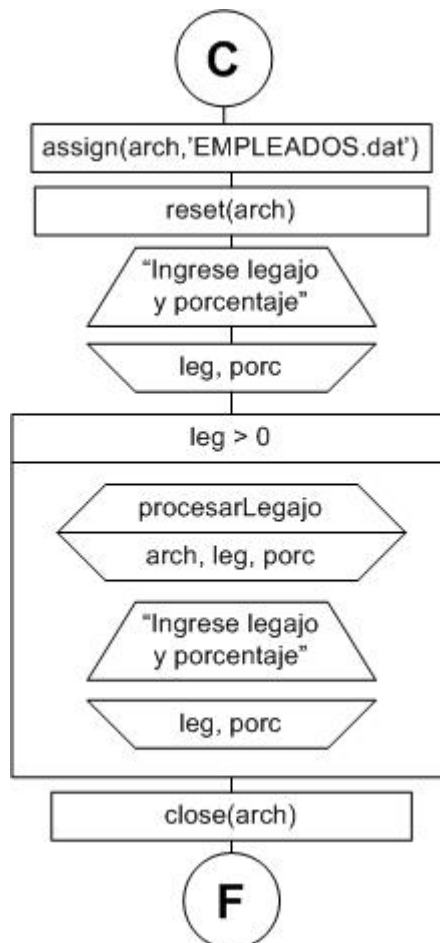 C
assign(arch,’EMPLEADOS.dat’)
reset(arch)
“Ingrese legajo
y porcentaje”
leg, porc
leg > 0
procesarLegajo
arch, leg, porc
“Ingrese legajo
y porcentaje”
leg, porc
close(arch)
F